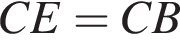 CE = CB